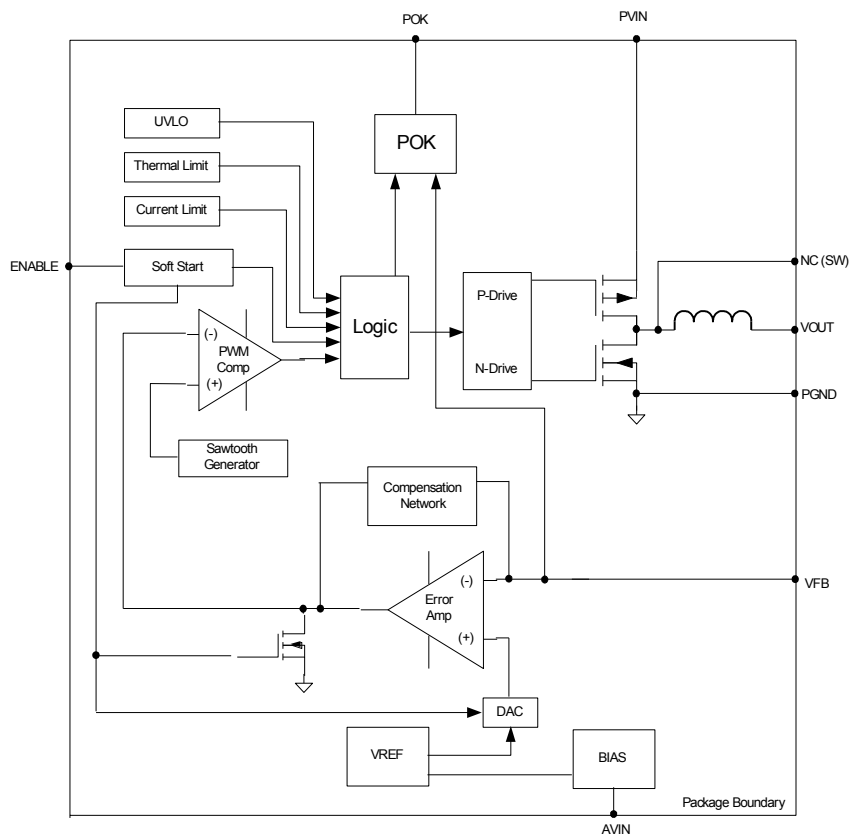 POK
PVIN
UVLO
POK
Thermal Limit
Current Limit
NC (SW)
ENABLE
Soft Start
P-Drive
Logic
VOUT
(-)
PWM
Comp
(+)
N-Drive
PGND
Sawtooth
Generator
Compensation
Network
(-)
VFB
Error
Amp
(+)
DAC
VREF
BIAS
Package Boundary
AVIN